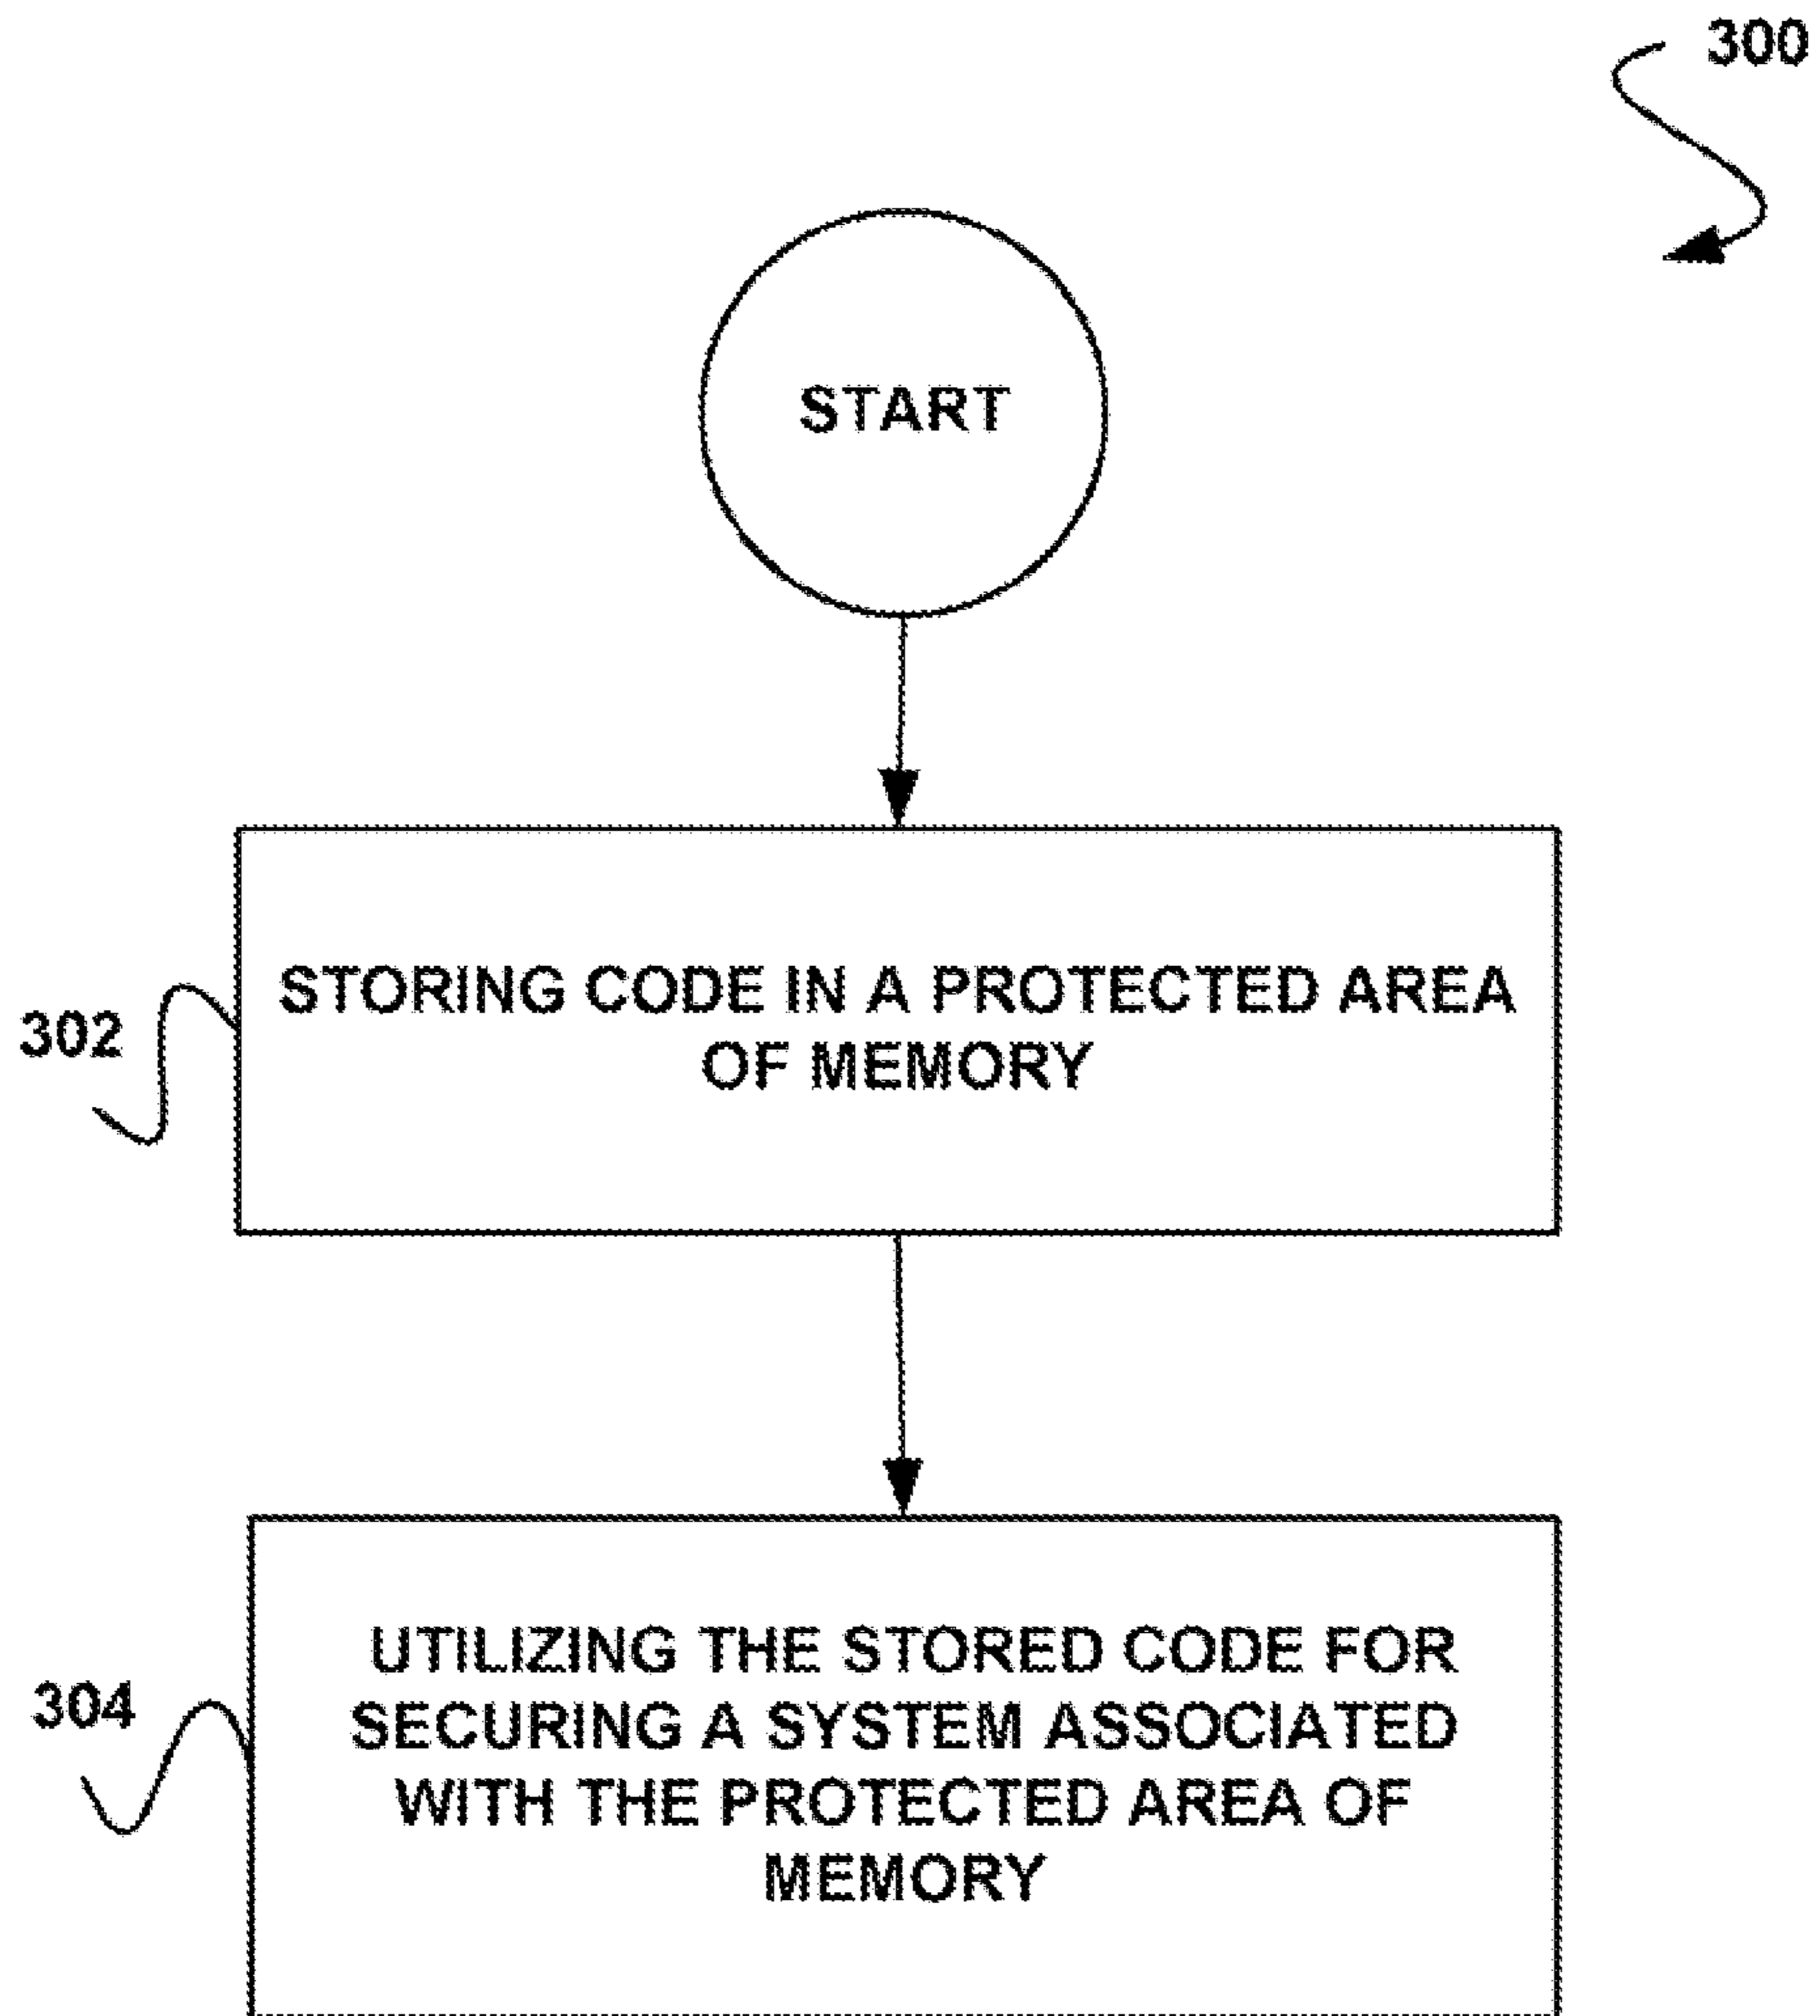 300
START
STORING CODE IN A PROTECTED AREA
OF MEMORY
302
UTILIZING THE STORED CODE FOR
SECURING A SYSTEM ASSOCIATED
WITH THE PROTECTED AREA OF
MEMORY
304